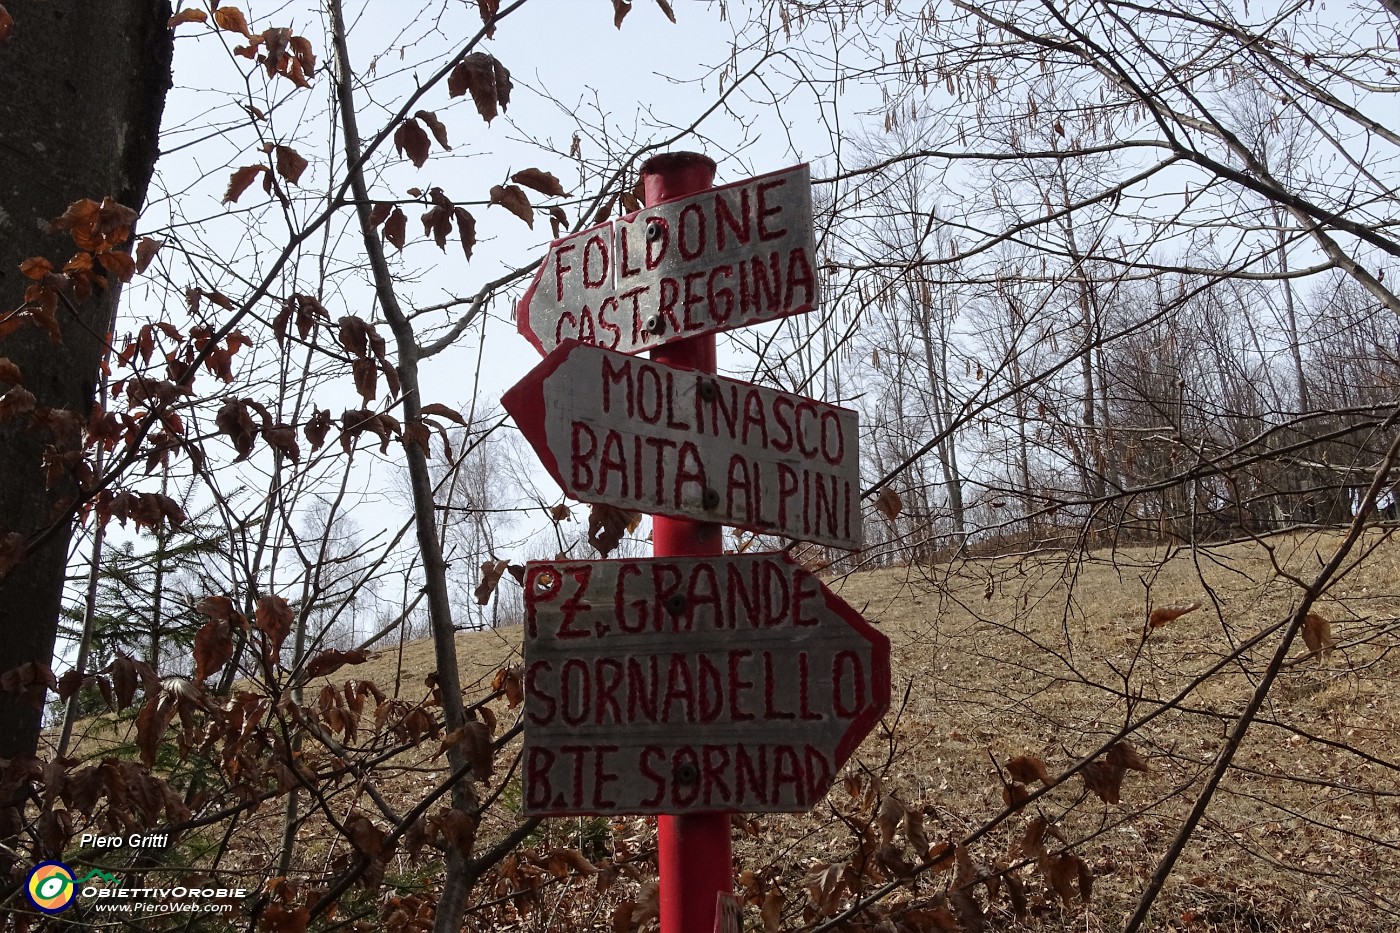 FOLDONE
CAST. REGINA
MOLINASCO
BAITA ALPINI
PZ. GRANDE
SORNADELLO
B.TE SORNAD
Piero Gritti
OBIETTIVOROBIE
www.PieroWeb.com